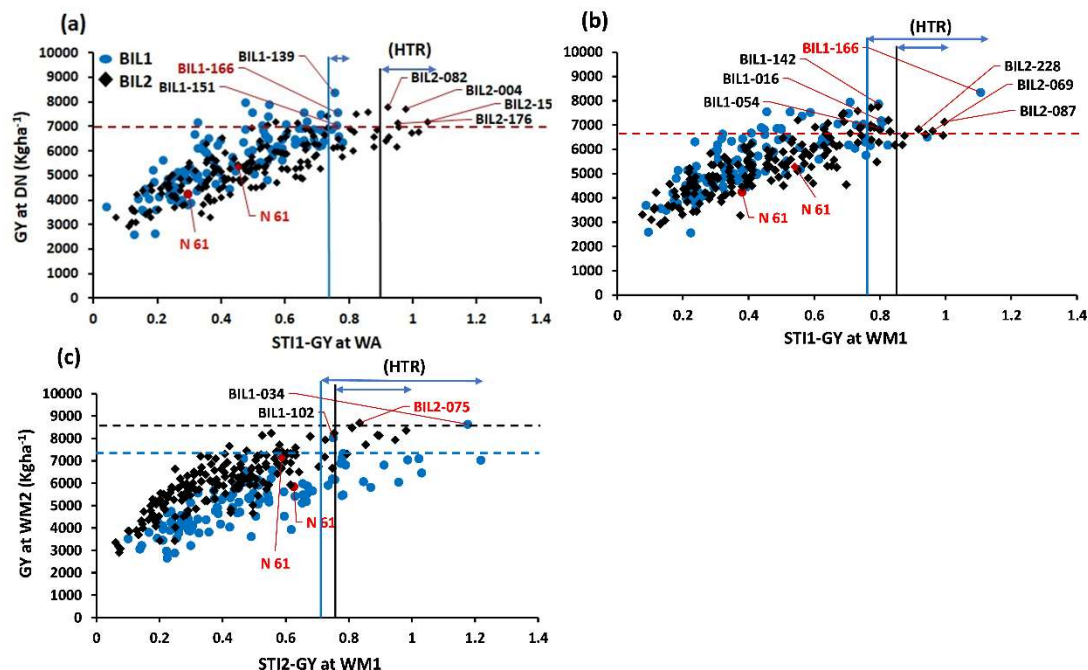 (a)
(HTR)
BIL1
BIL2
BIL1-139
BIL1-166
BIL1-151
BIL2-082
BIL2-004
BIL2-15
BIL2-176
N 61
N 61
GY at DN (Kgha-1)
10000
9000
8000
7000
6000
5000
4000
3000
2000
1000
0
0 0.2 0.4 0.6 0.8 1 1.2 1.4
STI1-GY at WA
(b)
(HTR)
BIL1-166
BIL1-142
BIL1-016
BIL1-054
BIL2-228
BIL2-069
BIL2-087
N 61
N 61
10000
9000
8000
7000
6000
5000
4000
3000
2000
1000
0
0 0.2 0.4 0.6 0.8 1 1.2 1.4
STI1-GY at WM1
(c)
(HTR)
BIL1-034
BIL1-102
BIL2-075
N 61
N 61
GY at WM2 (Kgha-1)
10000
9000
8000
7000
6000
5000
4000
3000
2000
1000
0
0 0.2 0.4 0.6 0.8 1 1.2 1.4
STI2-GY at WM1